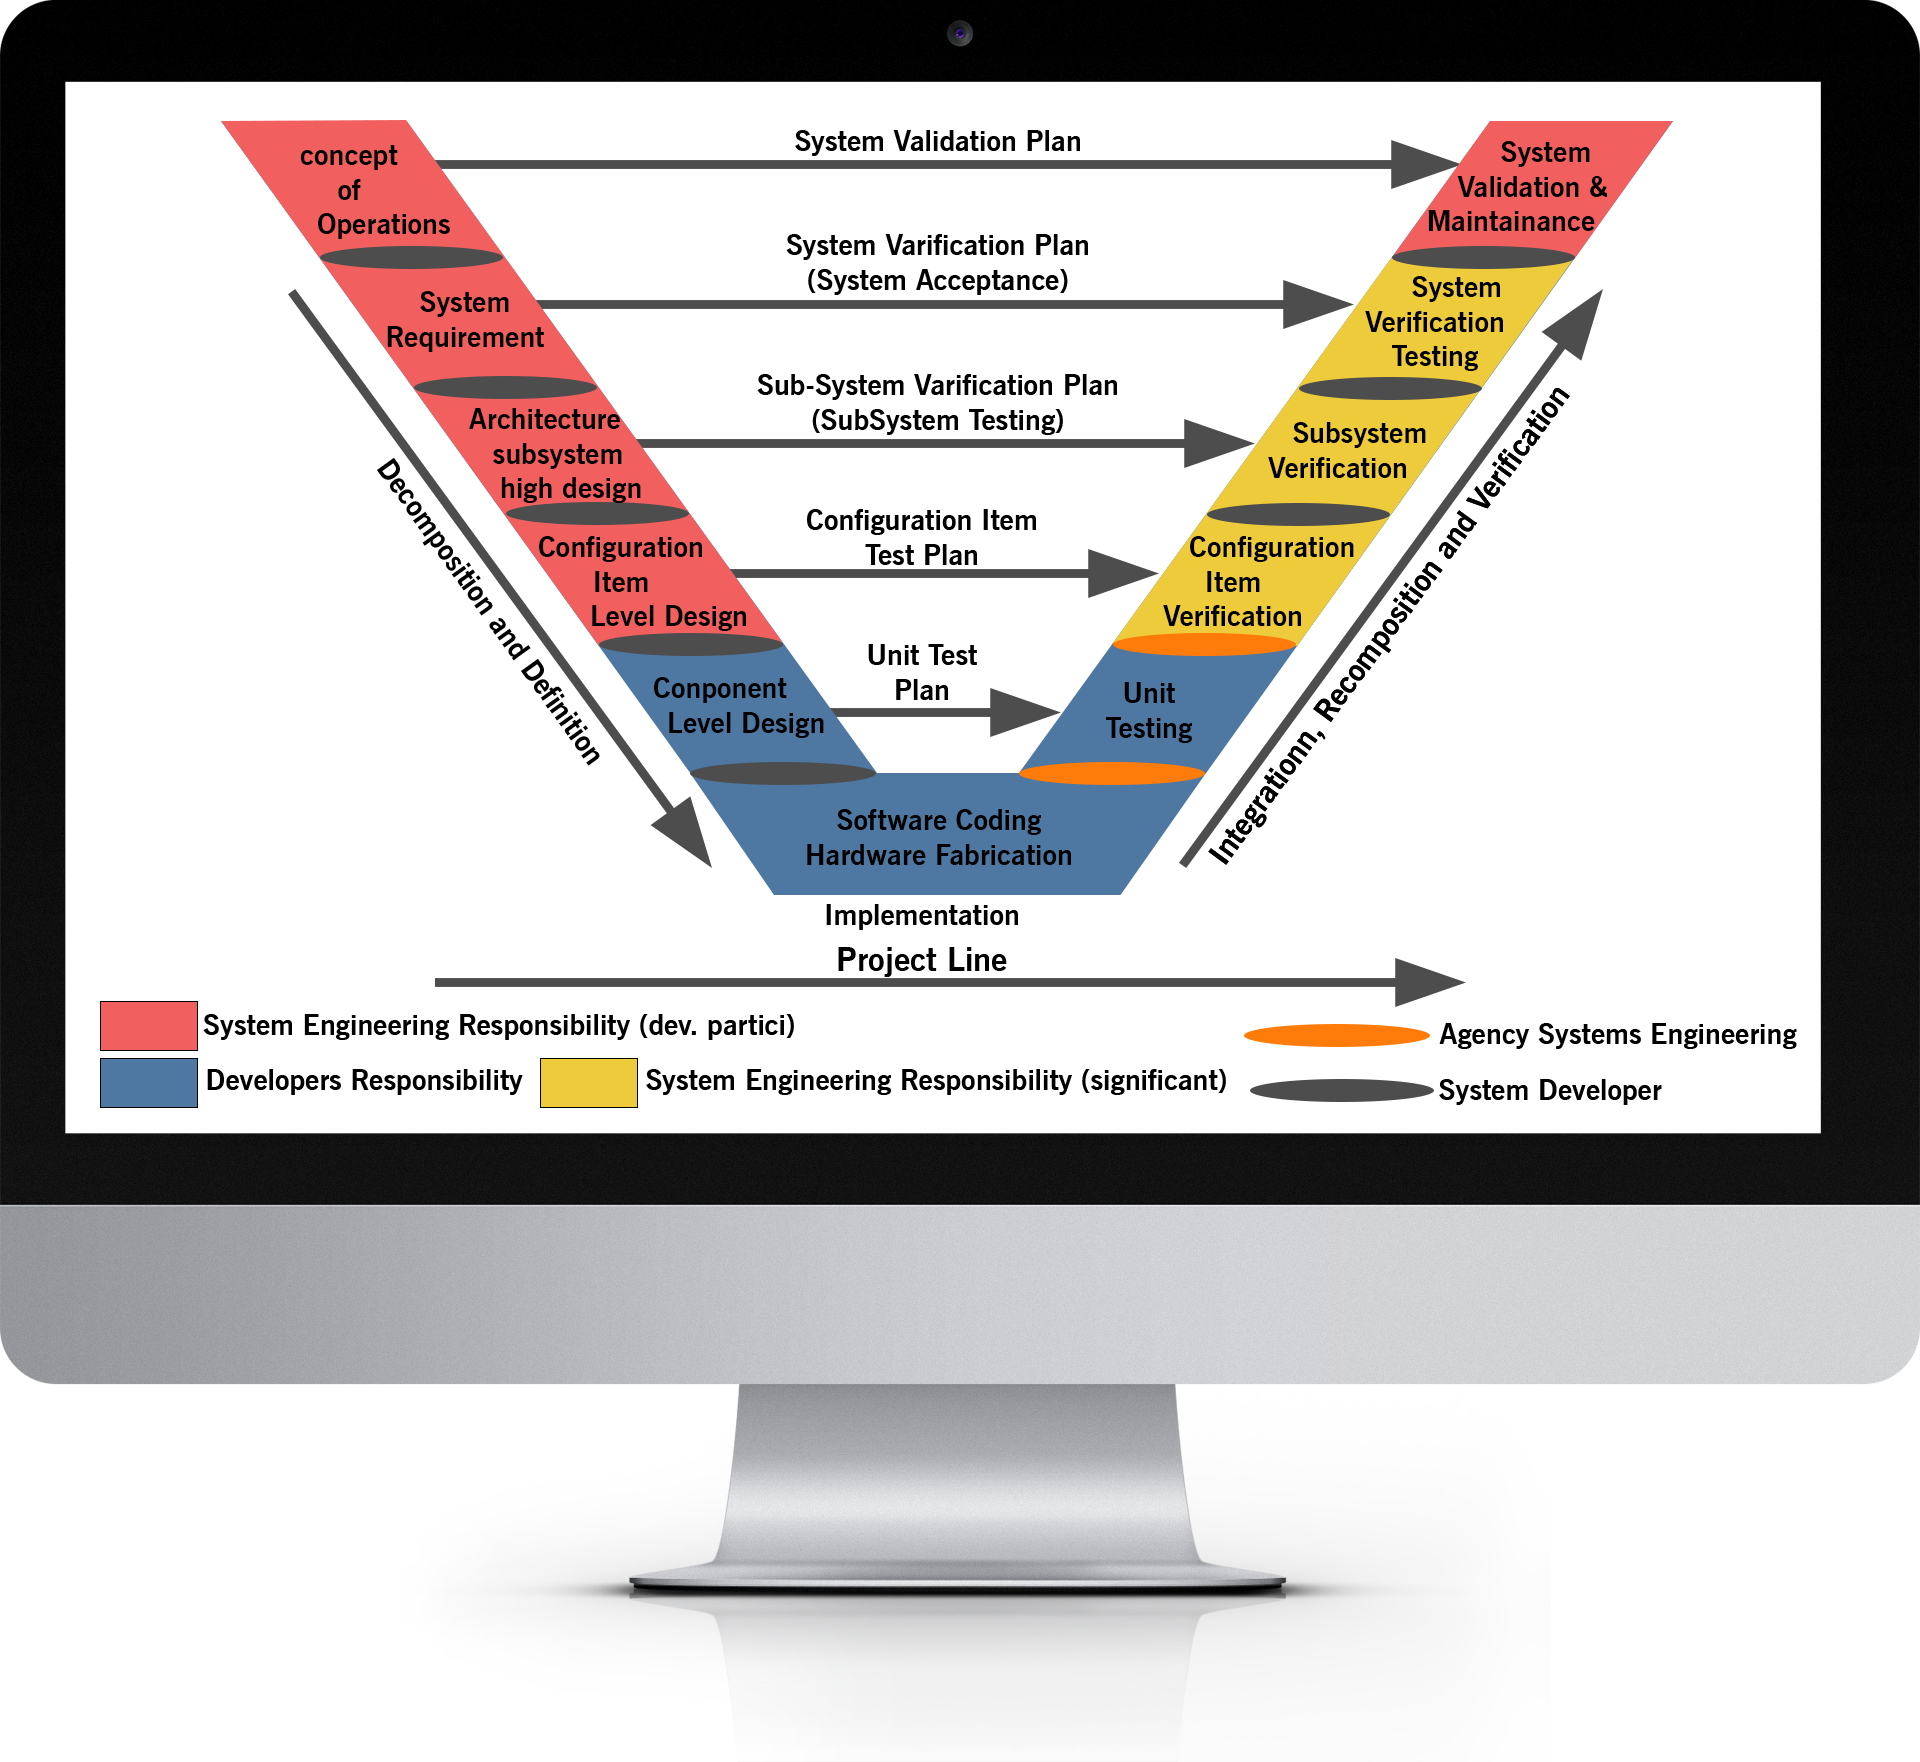 concept
of
Operations
System Validation Plan
System
Validation &
Maintainance
System Varification Plan
(System Acceptance)
System
Requirement
System
Verification
Testing
Sub-System Varification Plan
(SubSystem Testing)
Architecture
subsystem
high design
Subsystem
Verification
Configuration Item
Test Plan
Configuration
Item
Level Design
Configuration
Item
Verification
Unit Test
Plan
Conponent
Level Design
Unit
Testing
Decomposition and Definition
Integrationn, Recomposition and Verification
Software Coding
Hardware Fabrication
Implementation
Project Line
System Engineering Responsibility (dev. partici)
Developers Responsibility
System Engineering Responsibility (significant)
Agency Systems Engineering
System Developer